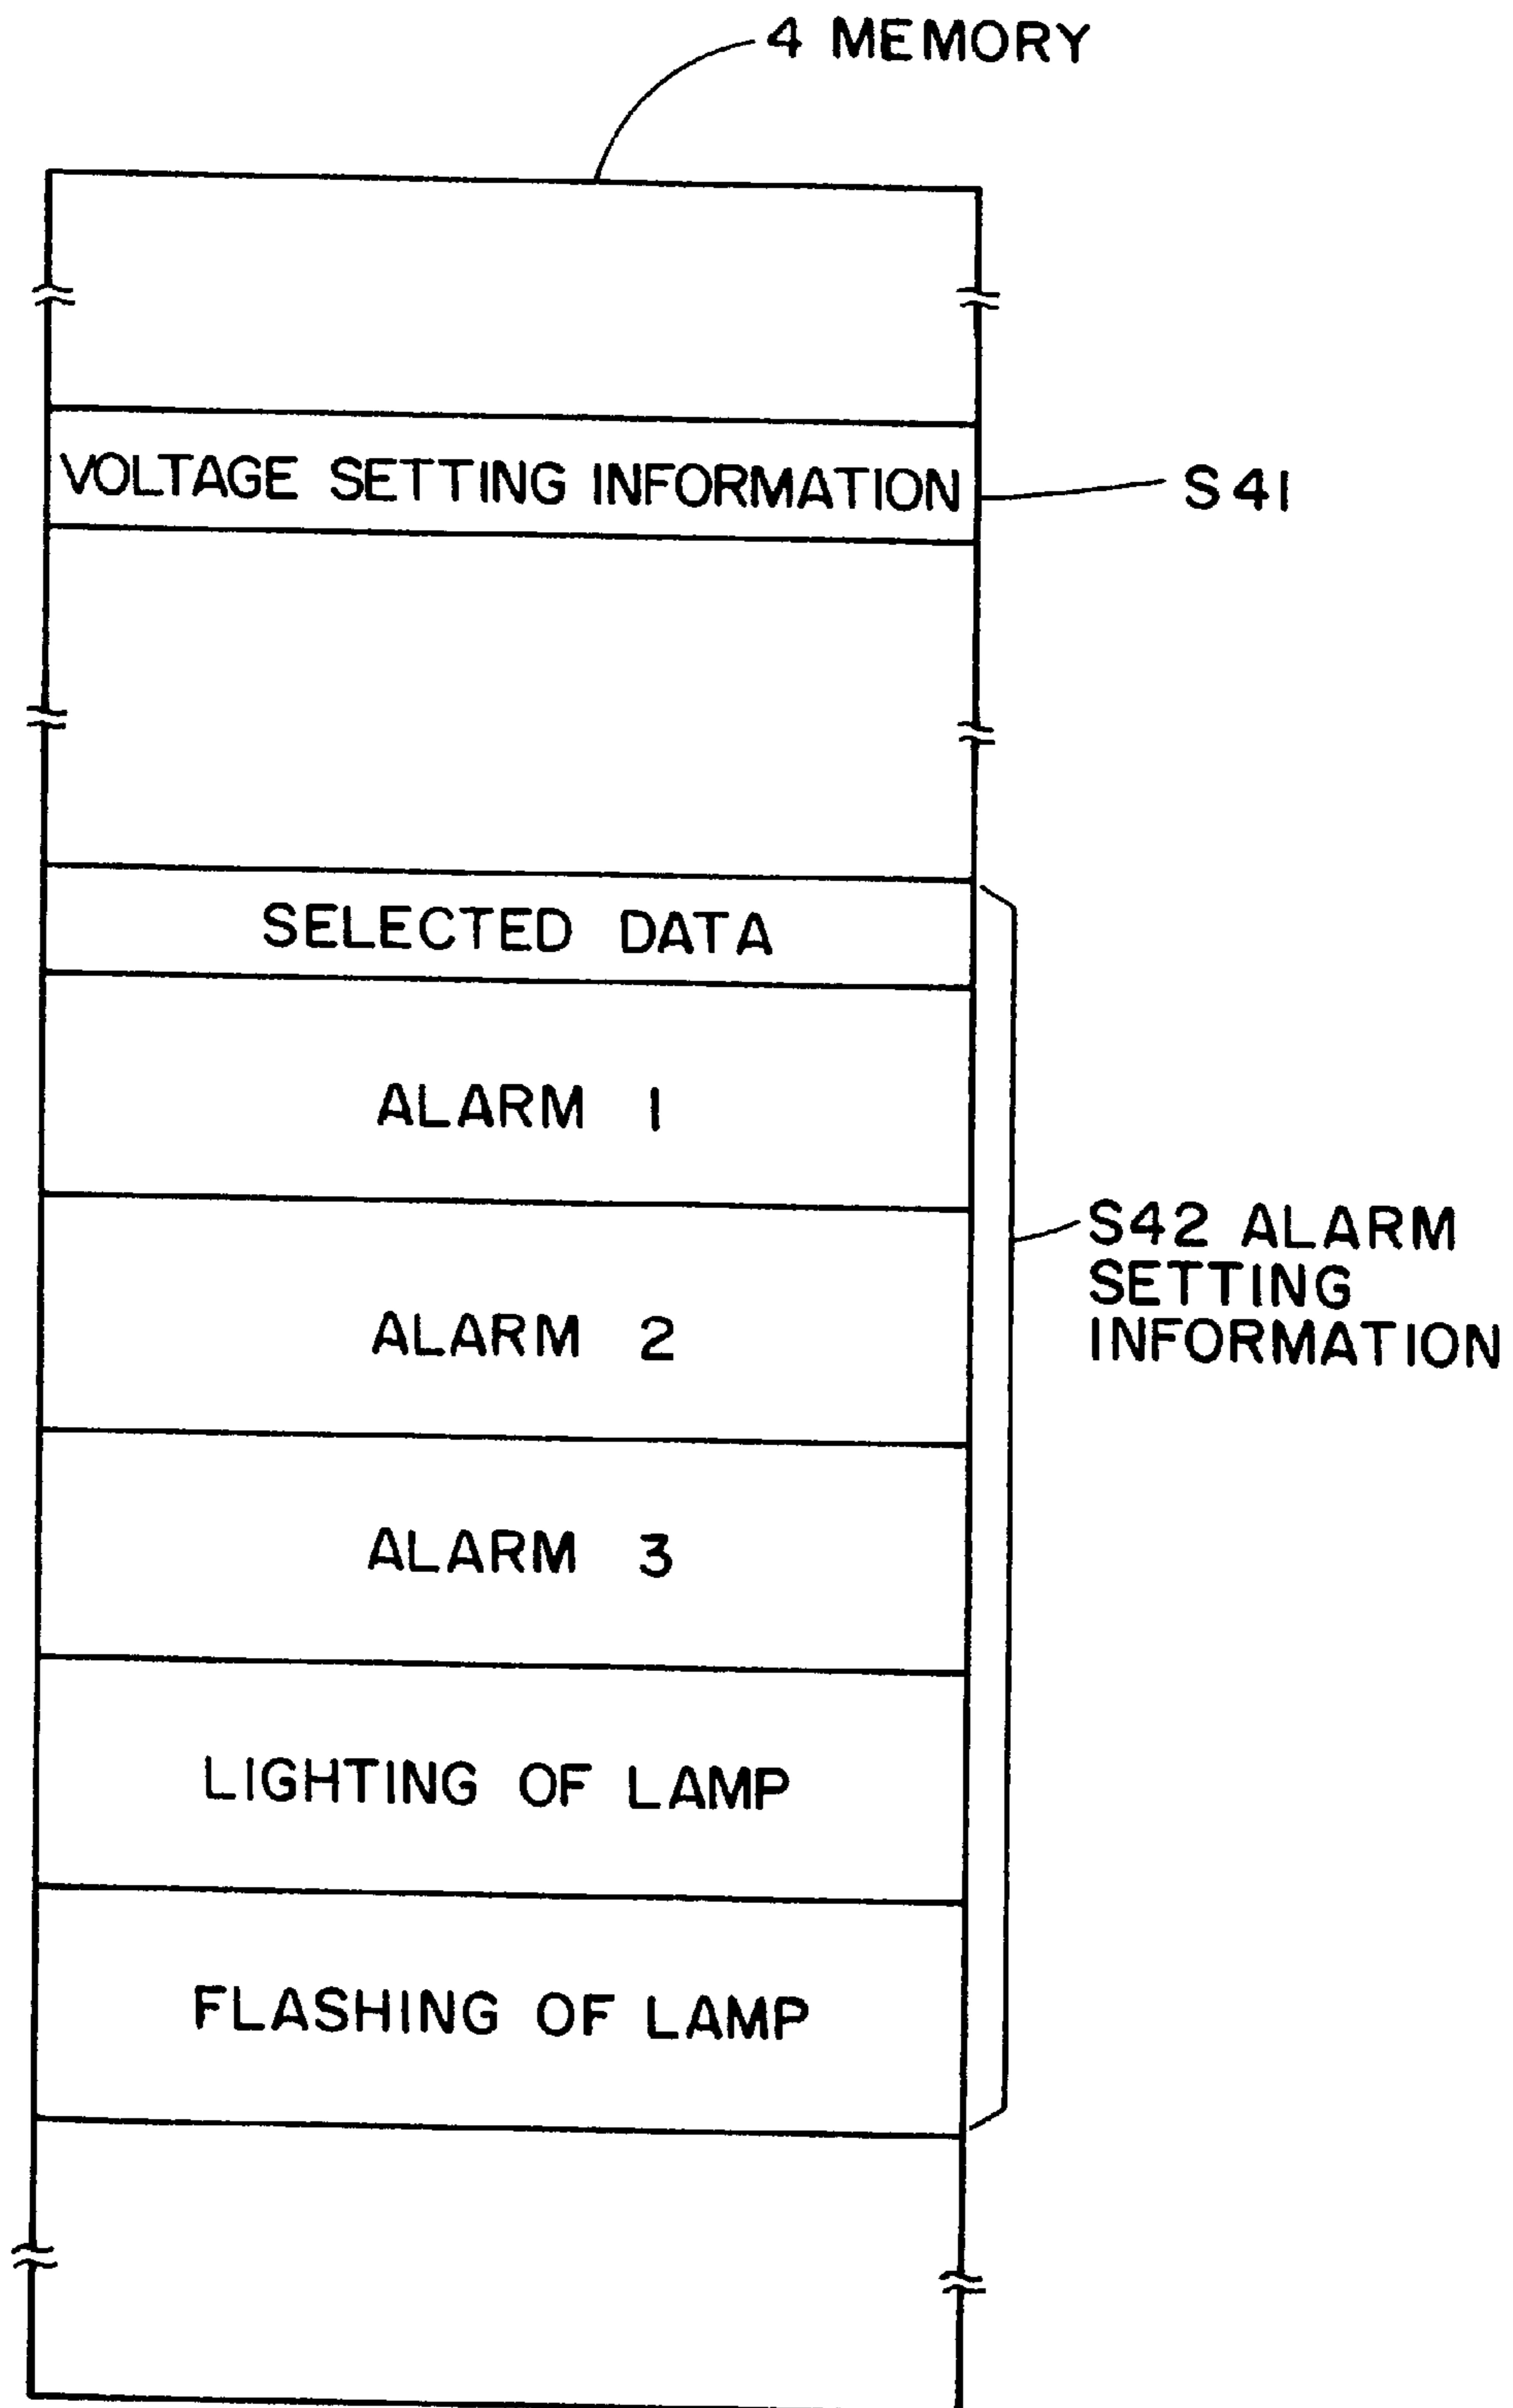 4 MEMORY
VOLTAGE SETTING INFORMATION
S41
SELECTED DATA
ALARM 1
ALARM 2
S42 ALARM
SETTING
INFORMATION
ALARM 3
LIGHTING OF LAMP
FLASHING OF LAMP